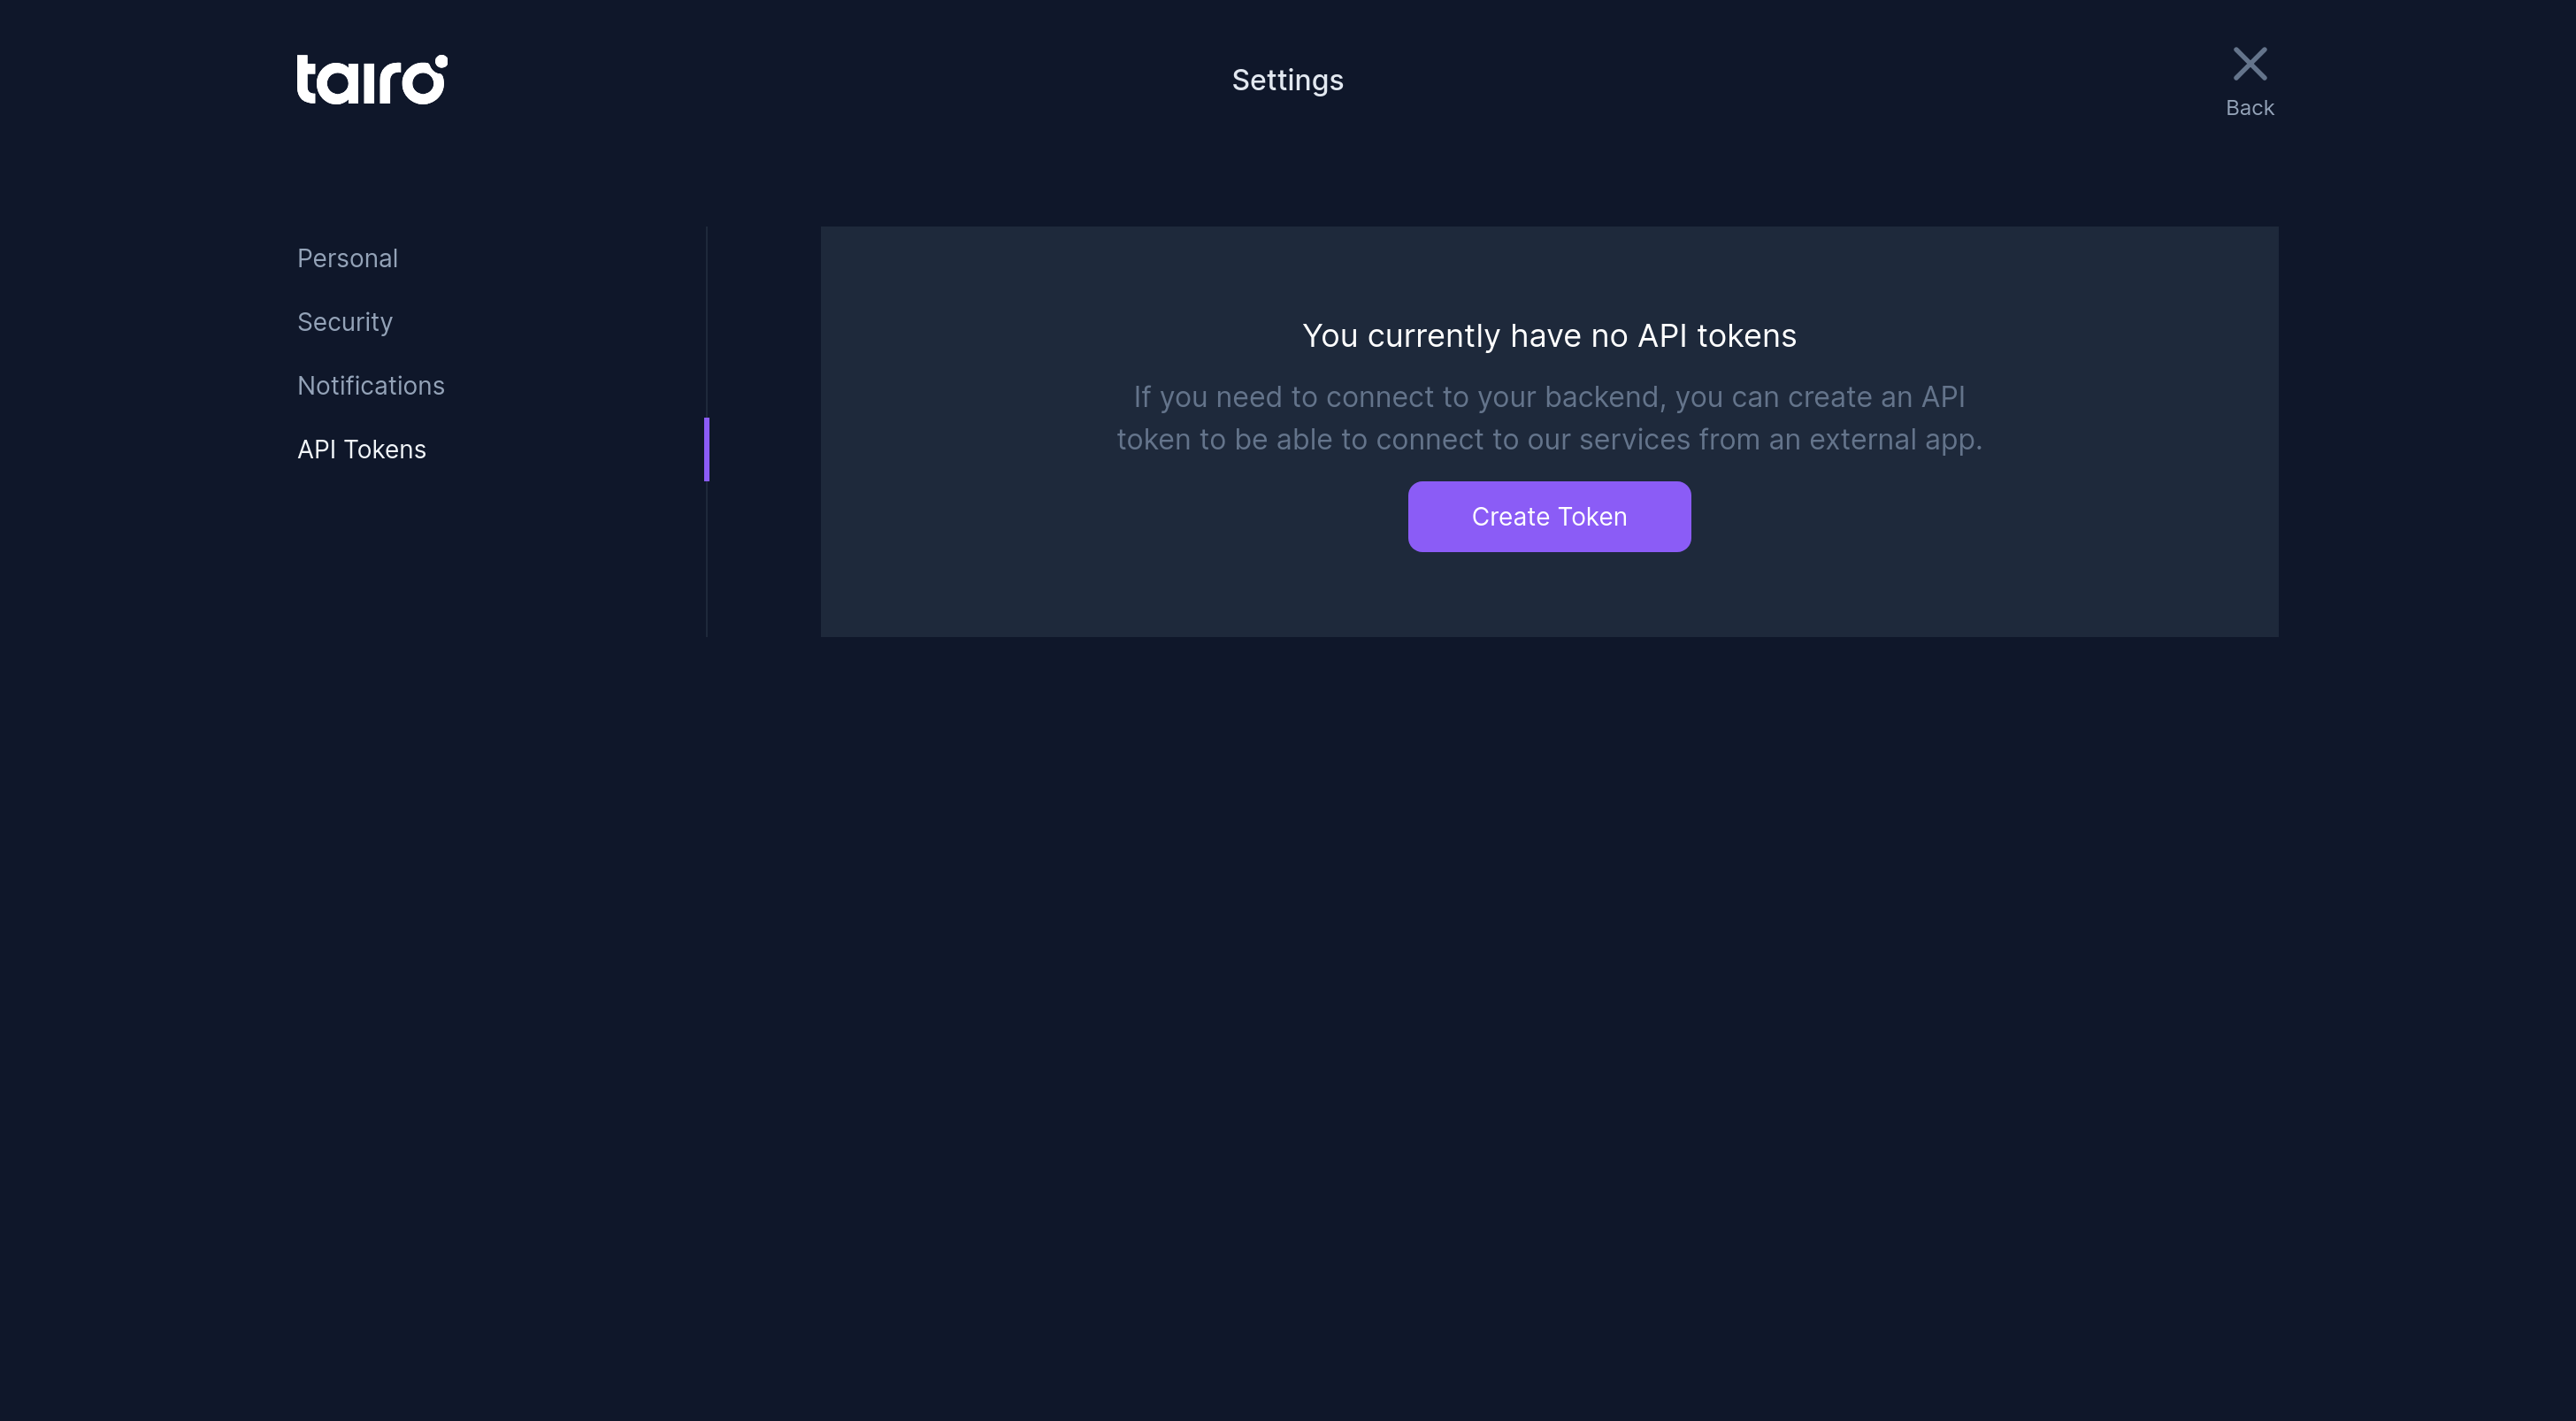 tairo
Settings
Back
Personal
Security
Notifications
API Tokens
You currently have no API tokens
If you need to connect to your backend, you can create an API
token to be able to connect to our services from an external app.
Create Token